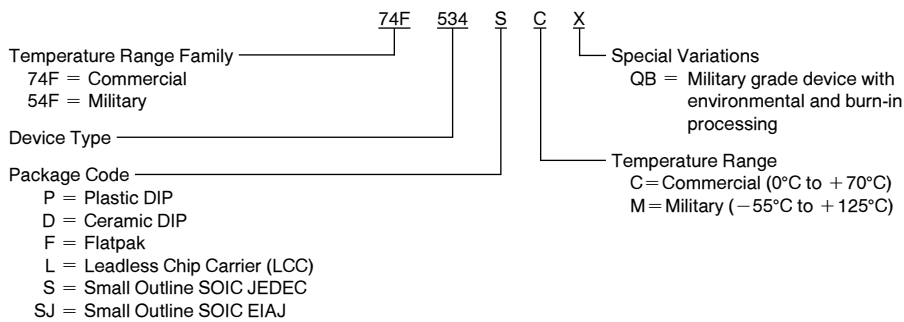 74F 534 S C X
Temperature Range Family
74F = Commercial
54F = Military
Device Type
Package Code
P = Plastic DIP
D = Ceramic DIP
F = Flatpak
L = Leadless Chip Carrier (LCC)
S = Small Outline SOIC JEDEC
SJ = Small Outline SOIC EIAJ
Special Variations
QB = Military grade device with
environmental and burn-in
processing
Temperature Range
C=Commercial (0°C to +70°C)
M=Military (−55°C to +125°C)